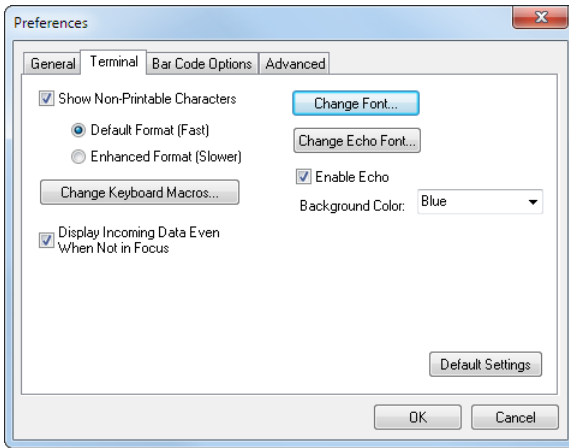 Preferences
General Terminal Bar Code Options Advanced
Show Non-Printable Characters
Default Format (Fast)
Enhanced Format (Slower)
Change Keyboard Macros...
Display Incoming Data Even
When Not in Focus
Change Font...
Change Echo Font...
Enable Echo
Background Color: Blue
Default Settings
OK Cancel